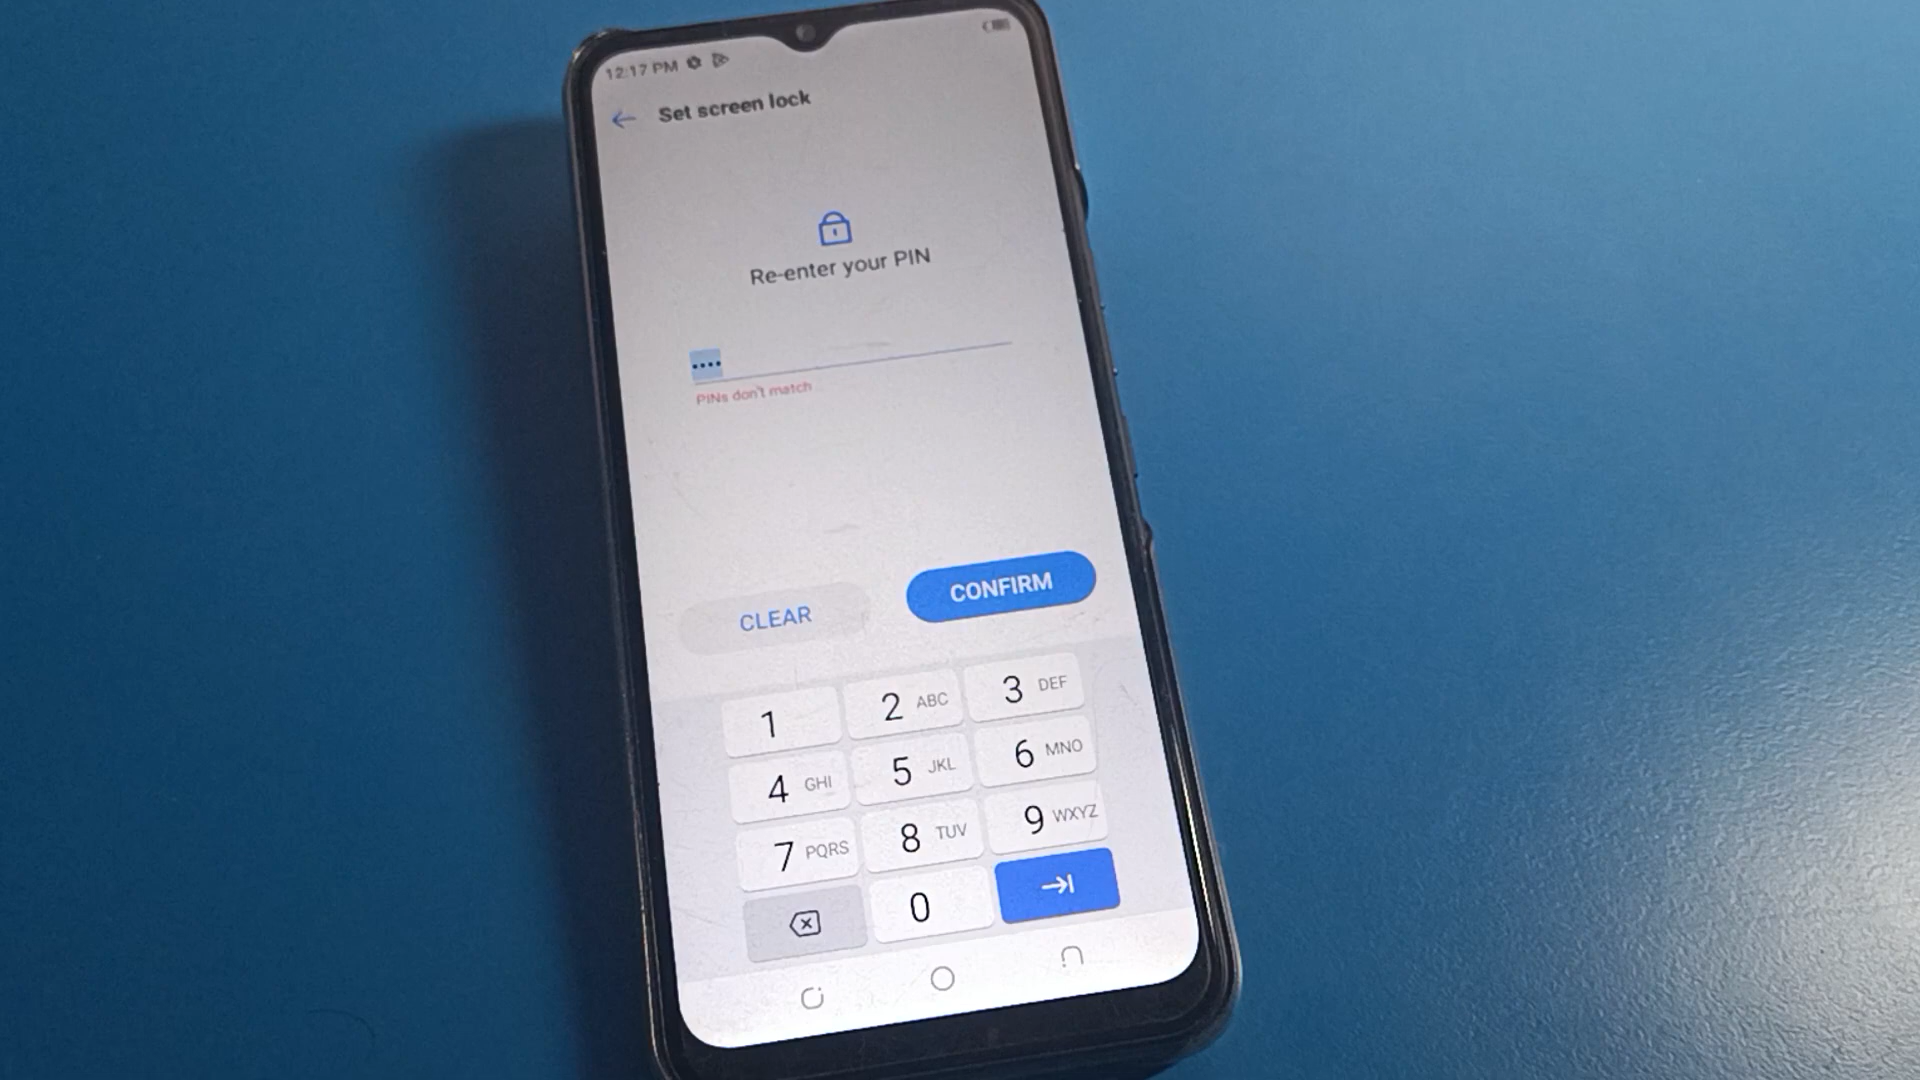 12:17 PM
Set screen lock
Re-enter your PIN
••••
PINs don't match
CLEAR
CONFIRM
1
2 ABC
3 DEF
4 GHI
5 JKL
6 MNO
7 PQRS
8 TUV
9 WXYZ
0